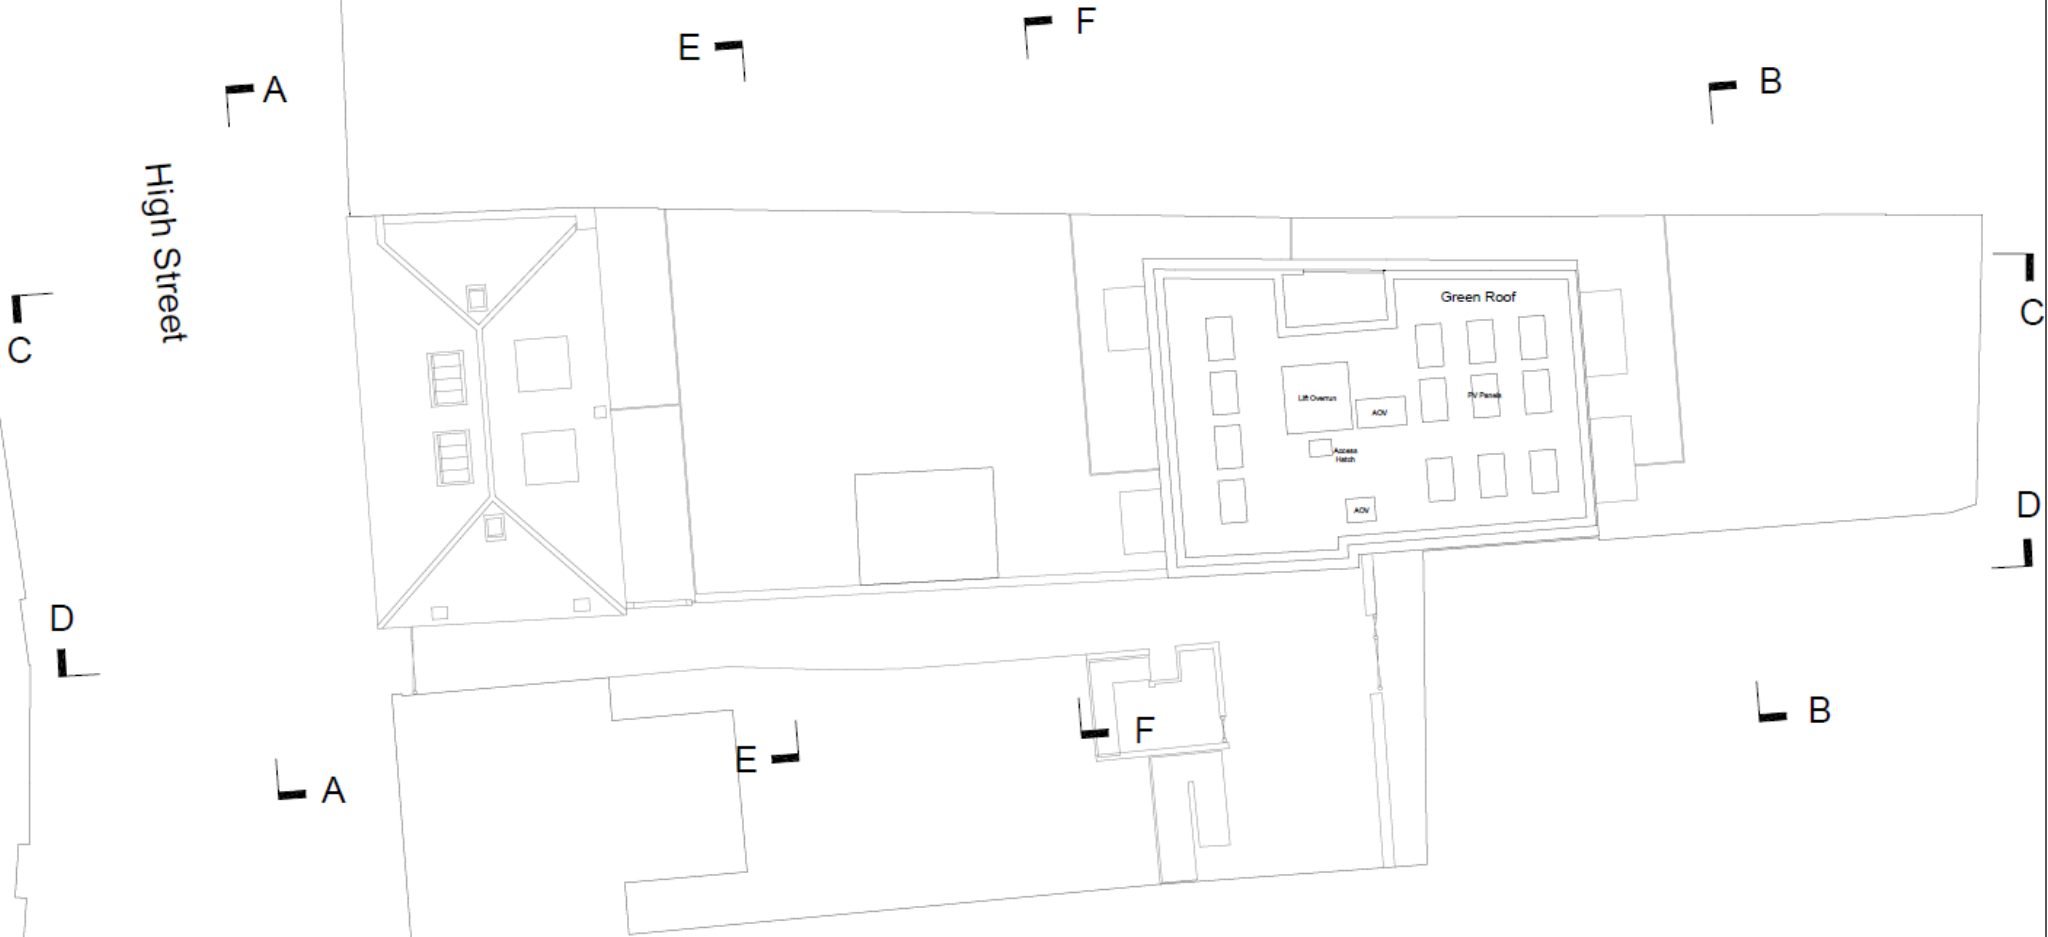 F
E
B
A
High Street
C
C
Green Roof
Lift Overrun
PV Panels
AOV
Access
Hatch
D
AOV
D
B
F
E
A